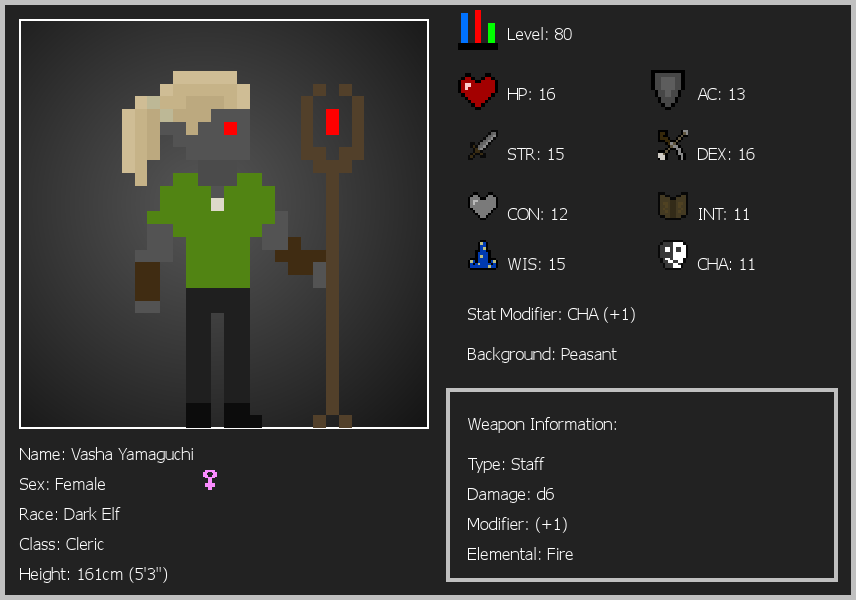 Level: 80
HP: 16
AC: 13
STR: 15
DEX: 16
CON: 12
INT: 11
WIS: 15
CHA: 11
Stat Modifier: CHA (+1)
Background: Peasant
Weapon Information:
Type: Staff
Damage: d6
Modifier: (+1)
Elemental: Fire
Name: Vasha Yamaguchi
Sex: Female
Race: Dark Elf
Class: Cleric
Height: 161cm (5'3")